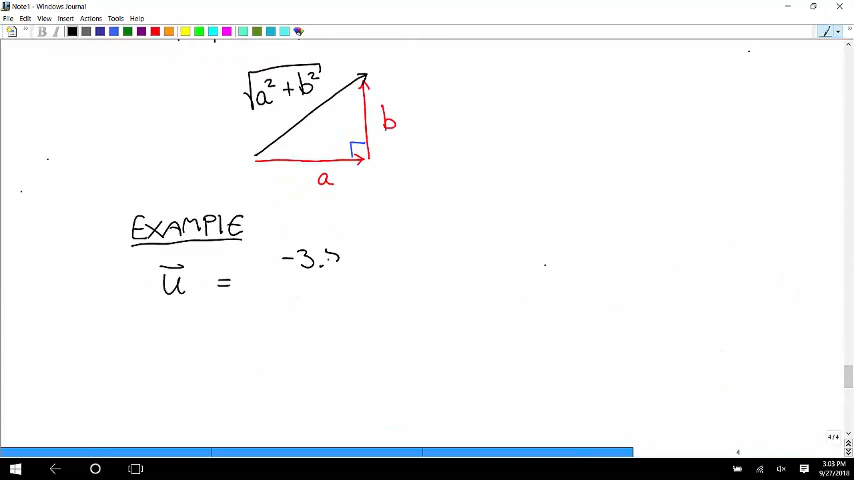 Note1 - Windows Journal
File Edit View Insert Actions Tools Help
B I
√a²+b²
b
a
EXAMPLE
-3.
u⃗ =
4/4
4
3:03 PM
9/27/2018